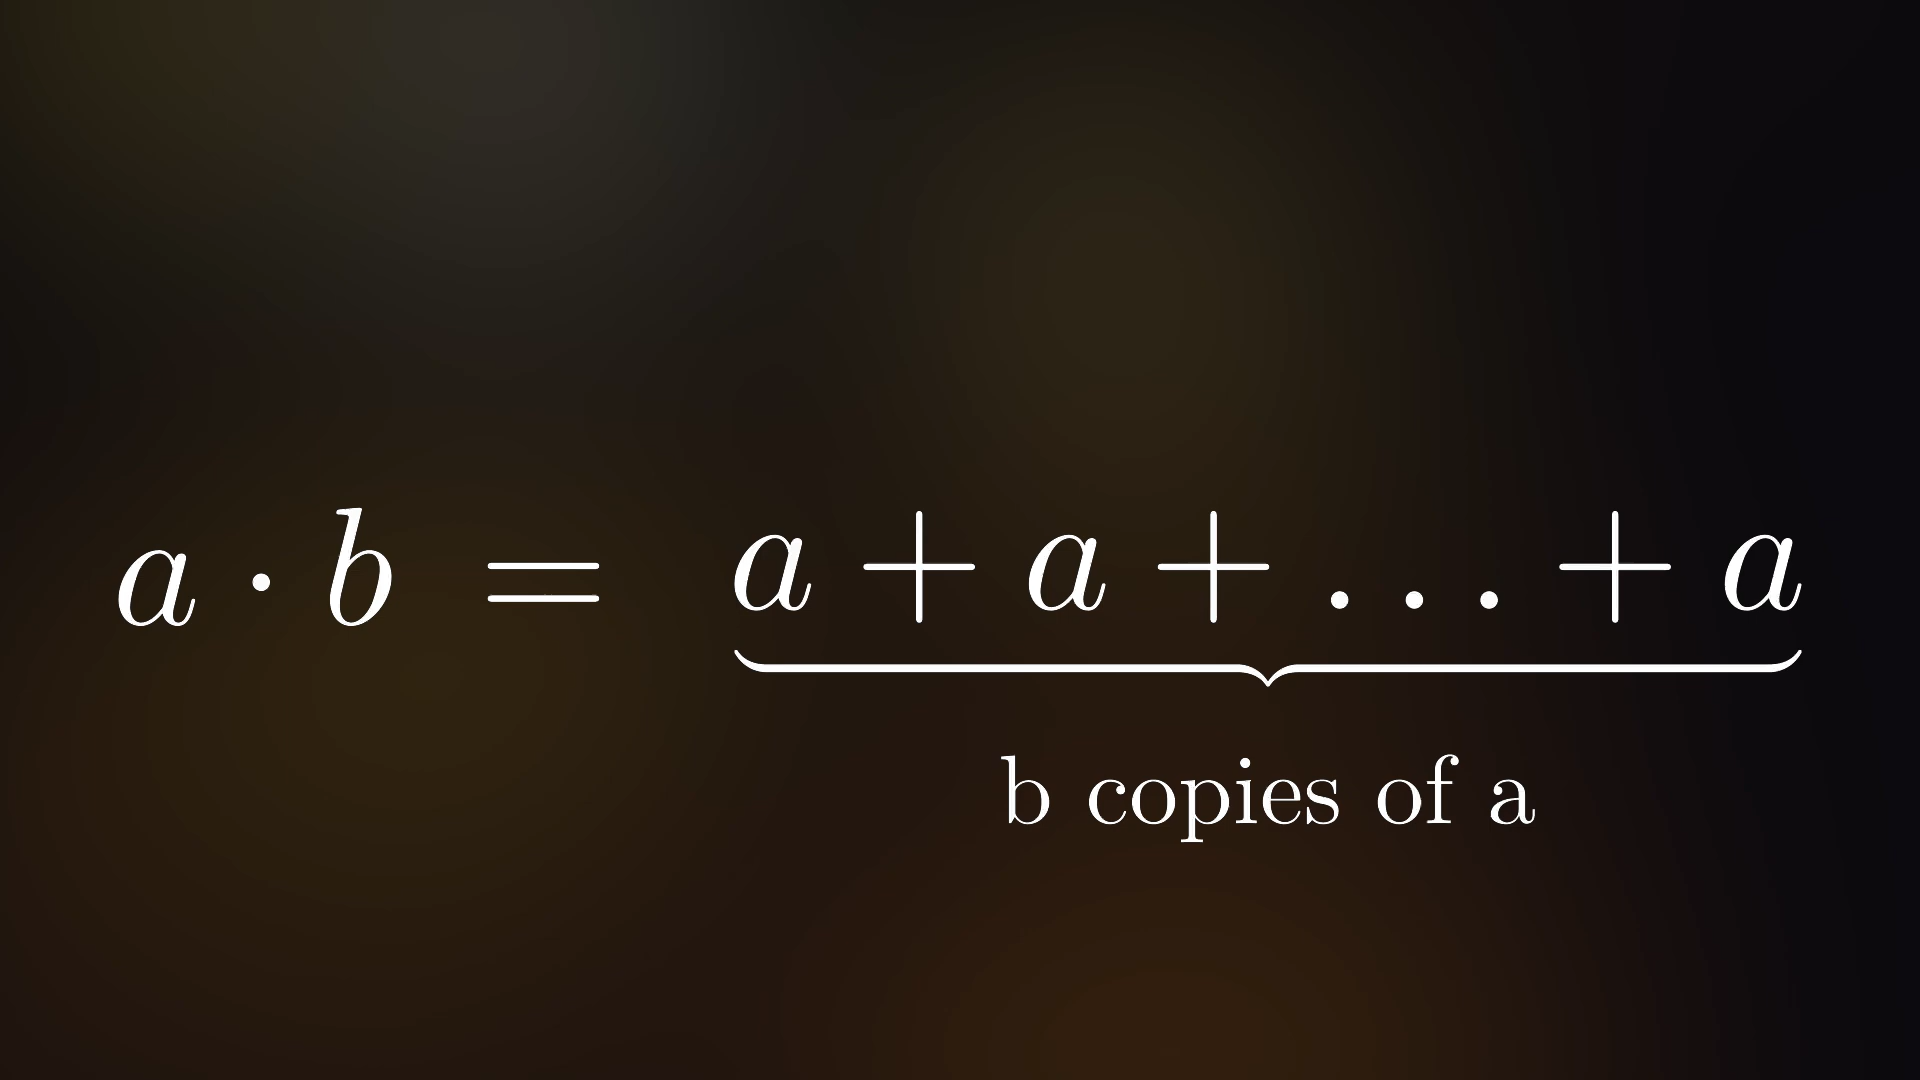 a · b = a + a + . . . + a
b copies of a